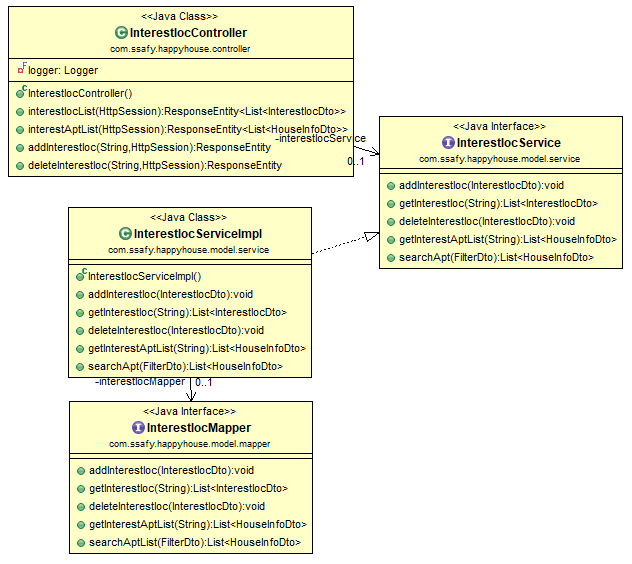 <<Java Class>>
InterestlocController
com.ssafy.happyhouse.controller
logger: Logger
InterestlocController()
interestlocList(HttpSession):ResponseEntity<List<InterestlocDto>>
interestAptList(HttpSession):ResponseEntity<List<HouseInfoDto>>
addInterestloc(String,HttpSession):ResponseEntity
deleteInterestloc(String,HttpSession):ResponseEntity
-interestlocService
0..1
<<Java Interface>>
InterestlocService
com.ssafy.happyhouse.model.service
addInterestloc(InterestlocDto):void
getInterestloc(String):List<InterestlocDto>
deleteInterestloc(InterestlocDto):void
getInterestAptList(String):List<HouseInfoDto>
searchApt(FilterDto):List<HouseInfoDto>
<<Java Class>>
InterestlocServiceImpl
com.ssafy.happyhouse.model.service
InterestlocServiceImpl()
addInterestloc(InterestlocDto):void
getInterestloc(String):List<InterestlocDto>
deleteInterestloc(InterestlocDto):void
getInterestAptList(String):List<HouseInfoDto>
searchApt(FilterDto):List<HouseInfoDto>
-interestlocMapper
0..1
<<Java Interface>>
InterestlocMapper
com.ssafy.happyhouse.model.mapper
addInterestloc(InterestlocDto):void
getInterestloc(String):List<InterestlocDto>
deleteInterestloc(InterestlocDto):void
getInterestAptList(String):List<HouseInfoDto>
searchAptList(FilterDto):List<HouseInfoDto>